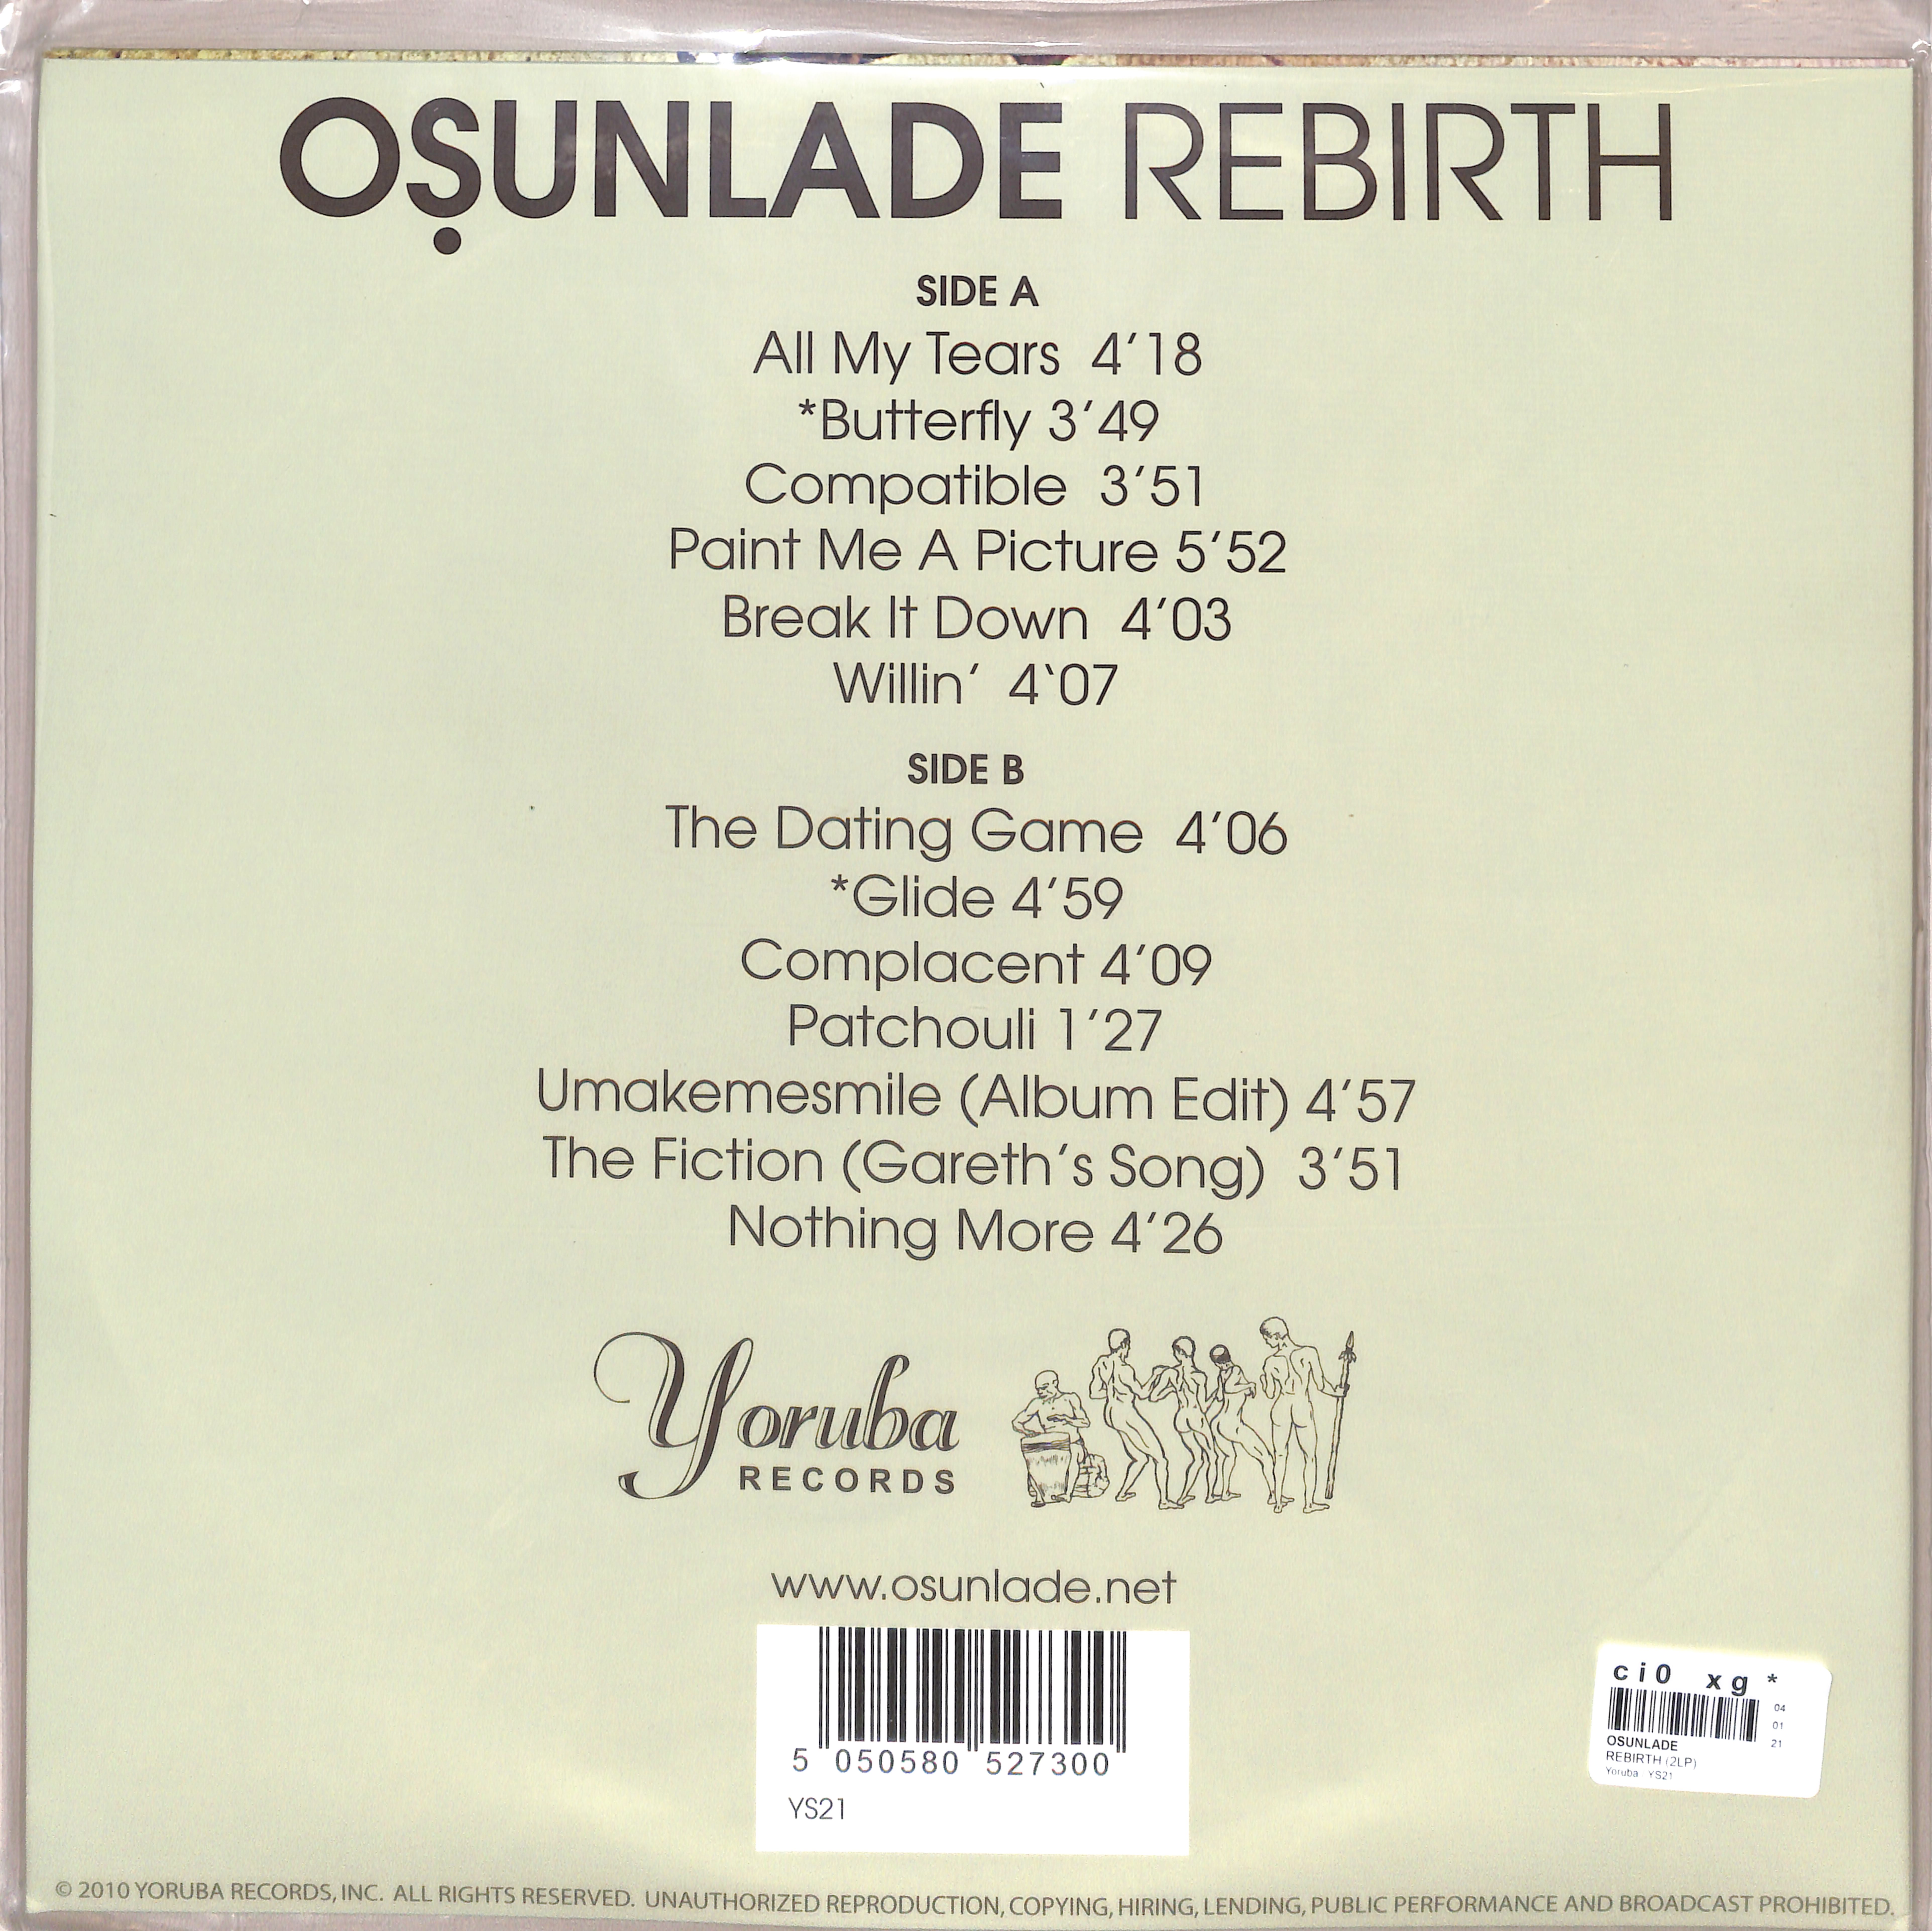 OṢUNLADE REBIRTH
SIDE A
All My Tears 4’18
*Butterfly 3’49
Compatible 3’51
Paint Me A Picture 5’52
Break It Down 4’03
Willin’ 4‘07
SIDE B
The Dating Game 4’06
*Glide 4’59
Complacent 4’09
Patchouli 1’27
Umakemesmile (Album Edit) 4’57
The Fiction (Gareth’s Song) 3’51
Nothing More 4’26
Yoruba
RECORDS
www.osunlade.net
5 050580 527300
YS21
ci0 xg *
04
01
21
OSUNLADE
REBIRTH (2LP)
Yoruba YS21
© 2010 YORUBA RECORDS, INC. ALL RIGHTS RESERVED. UNAUTHORIZED REPRODUCTION, COPYING, HIRING, LENDING, PUBLIC PERFORMANCE AND BROADCAST PROHIBITED.